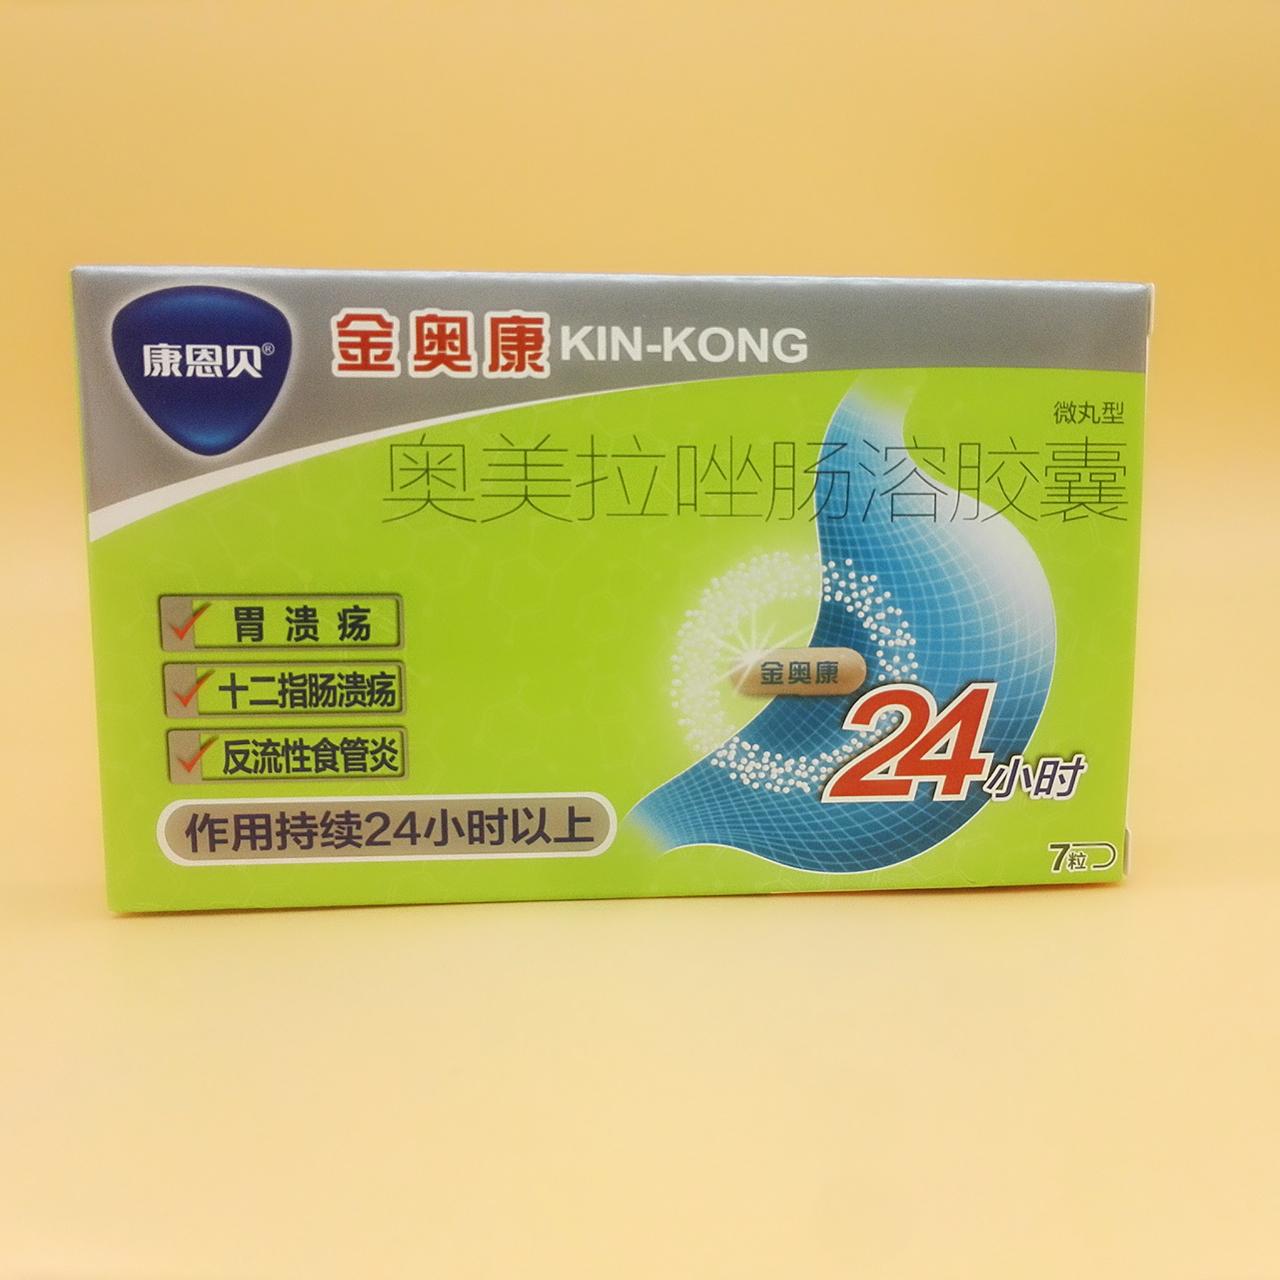 康恩贝®
金奥康 KIN-KONG
微丸型
奥美拉唑肠溶胶囊
胃溃疡
十二指肠溃疡
反流性食管炎
作用持续24小时以上
金奥康
24小时
7粒